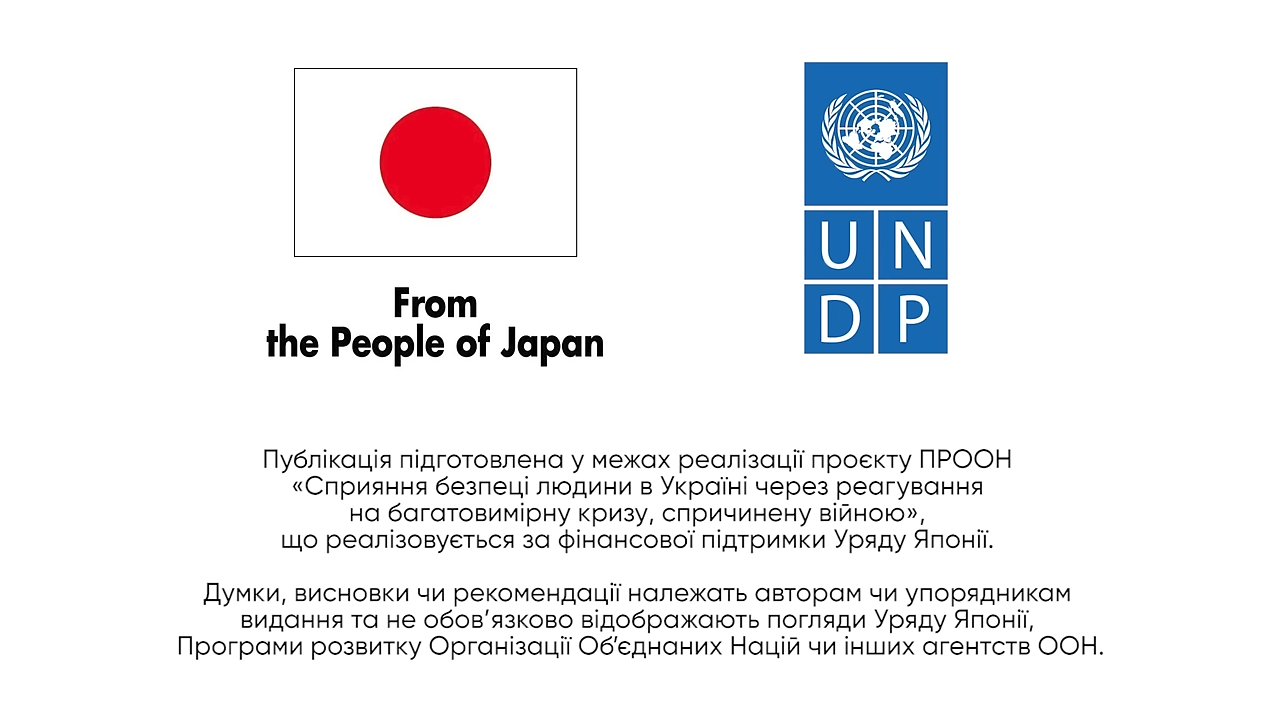 From
the People of Japan
U N
D P
Публікація підготовлена у межах реалізації проєкту ПРООН
«Сприяння безпеці людини в Україні через реагування
на багатовимірну кризу, спричинену війною»,
що реалізовується за фінансової підтримки Уряду Японії.
Думки, висновки чи рекомендації належать авторам чи упорядникам
видання та не обов’язково відображають погляди Уряду Японії,
Програми розвитку Організації Об’єднаних Націй чи інших агентств ООН.